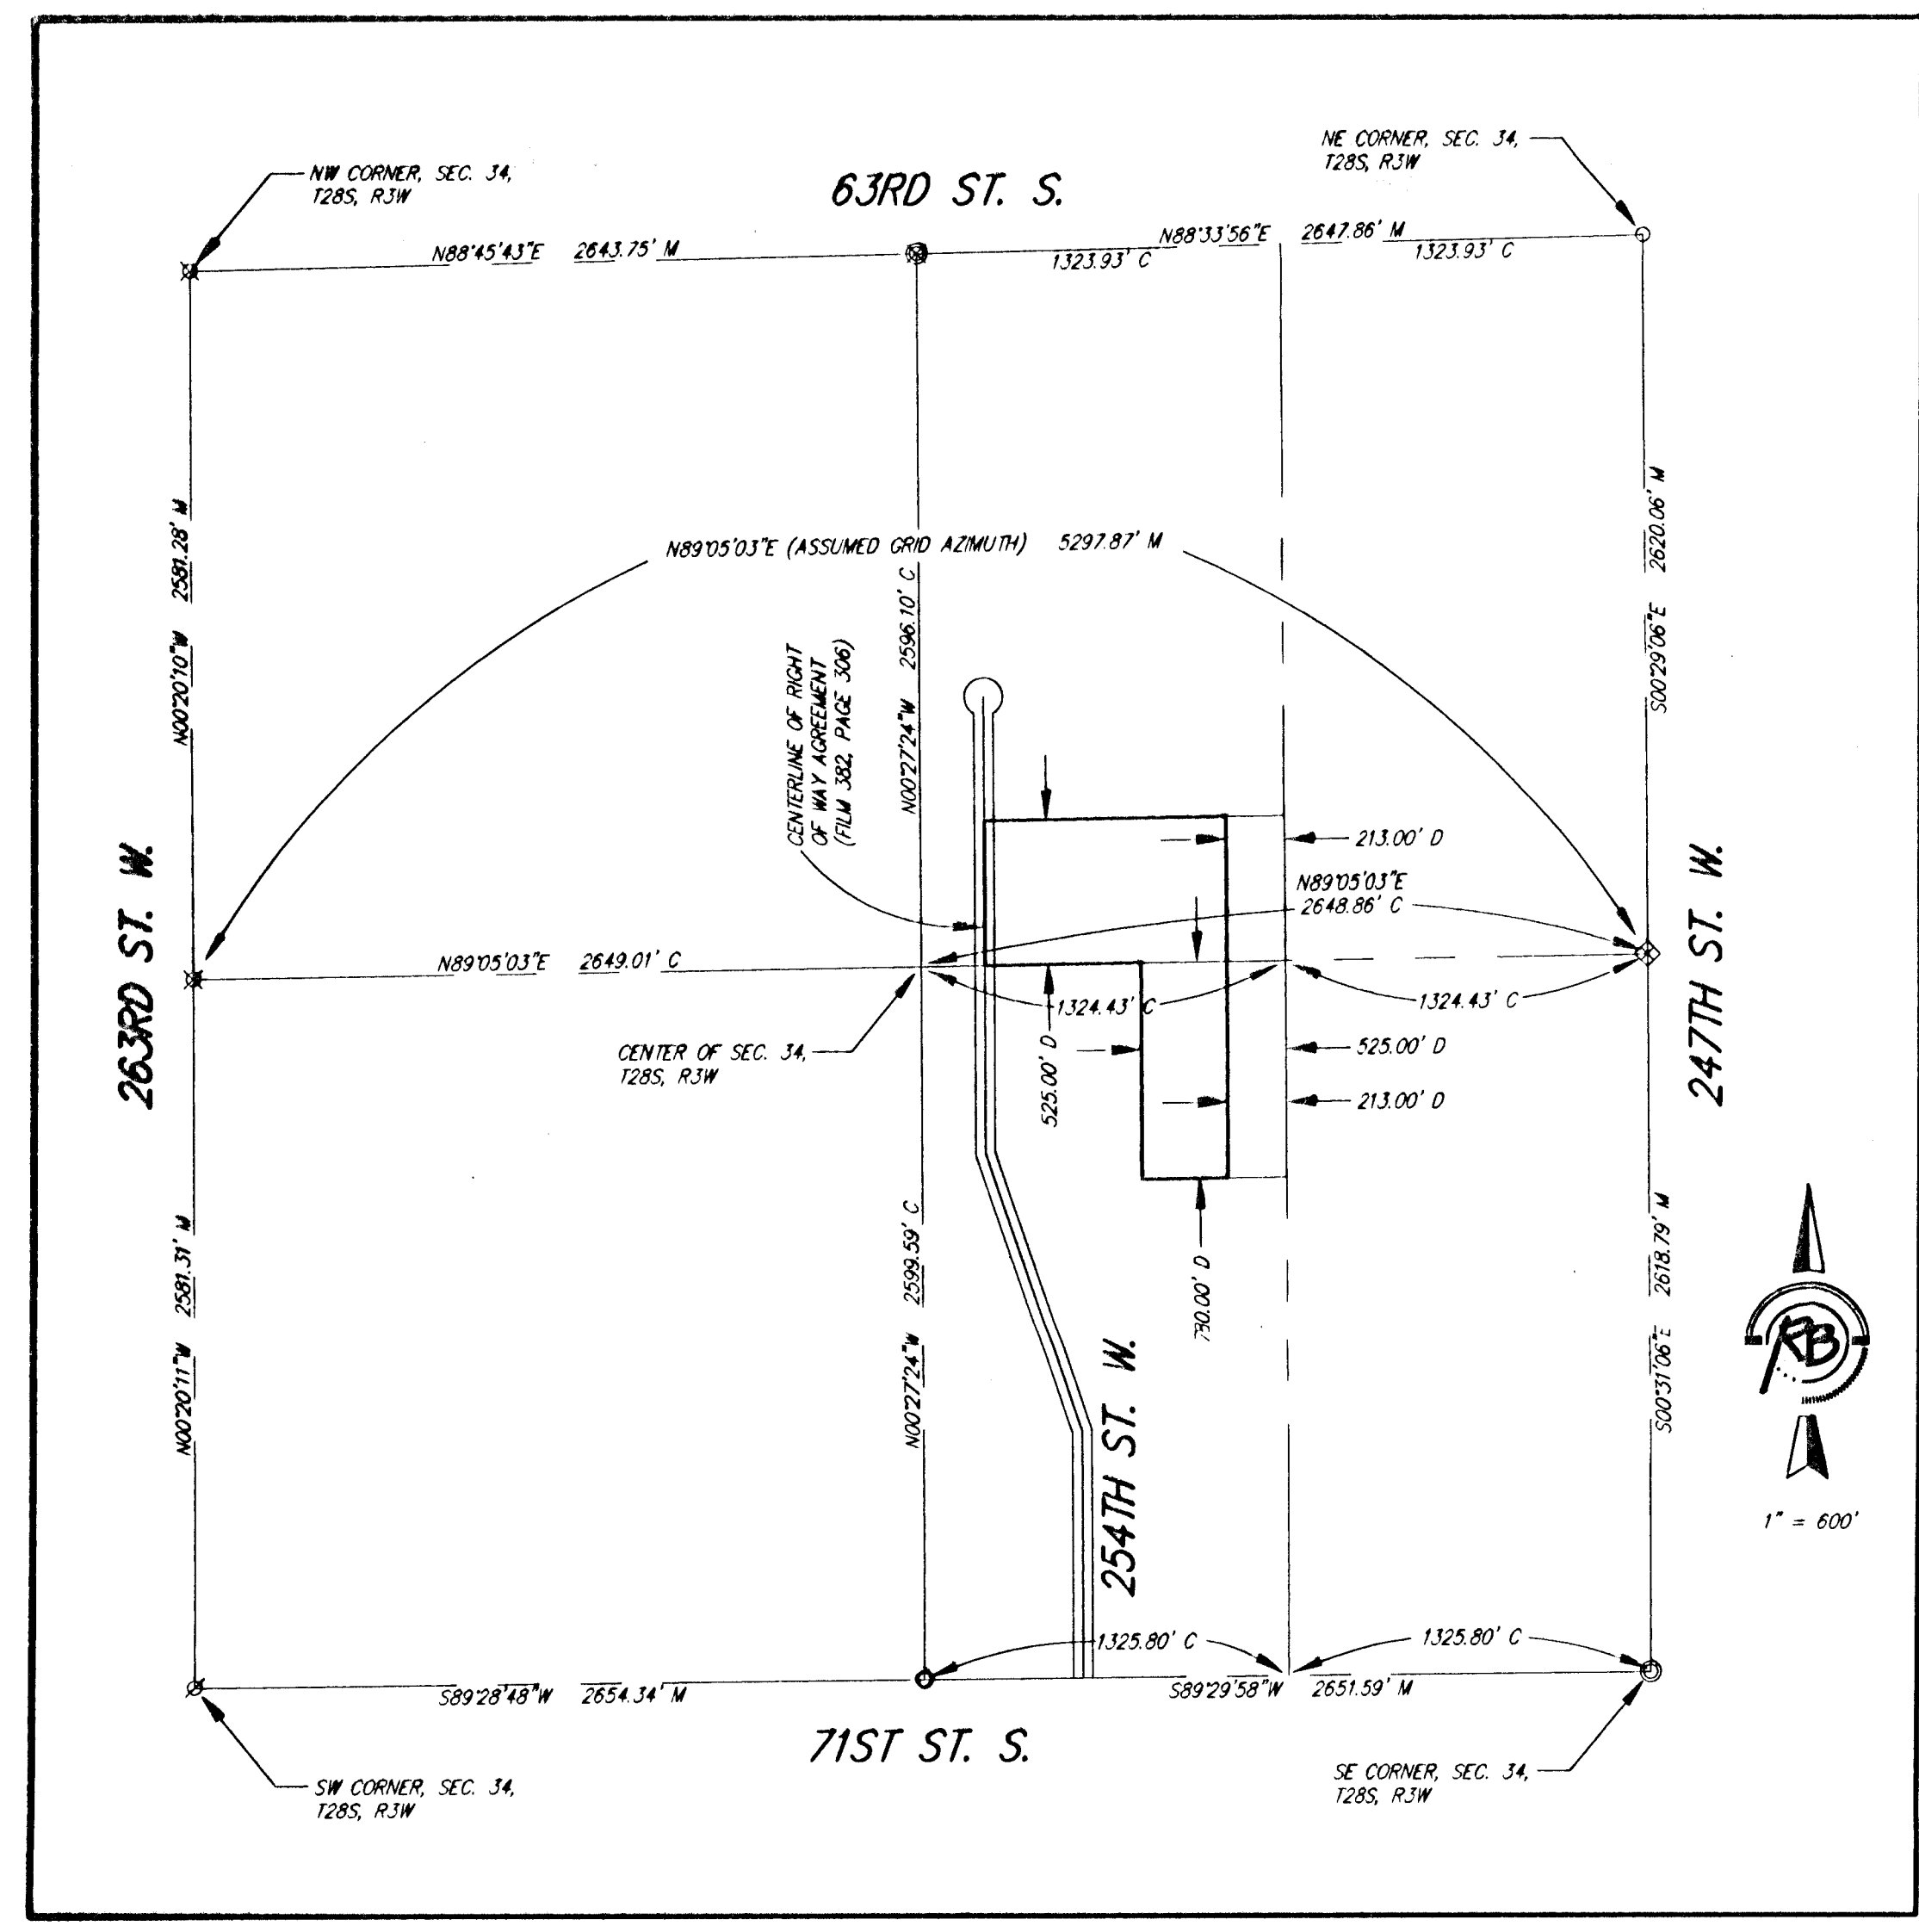 NW CORNER, SEC. 34,
T28S, R3W
63RD ST. S.
NE CORNER, SEC. 34,
T28S, R3W
N88°45'43"E 2643.75' M
N88°33'56"E 2647.86' M
1323.93' C
1323.93' C
N00°20'10"W 2581.28' M
N89°05'03"E (ASSUMED GRID AZIMUTH) 5297.87' M
N00°27'24"W 2596.10' C
S00°29'06"E 2620.06' M
CENTERLINE OF RIGHT
OF WAY AGREEMENT
(FILM 382, PAGE 306)
213.00' D
N89°05'03"E
2648.86' C
263RD ST. W.
247TH ST. W.
N89°05'03"E 2649.01' C
1324.43' C
1324.43' C
CENTER OF SEC. 34,
T28S, R3W
525.00' D
525.00' D
213.00' D
780.00' D
N00°20'11"W 2581.31' M
N00°27'24"W 2599.59' C
S00°31'06"E 2618.79' M
RB
254TH ST. W.
1" = 600'
1325.80' C
1325.80' C
S89°28'48"W 2654.34' M
S89°29'58"W 2651.59' M
71ST ST. S.
SW CORNER, SEC. 34,
T28S, R3W
SE CORNER, SEC. 34,
T28S, R3W